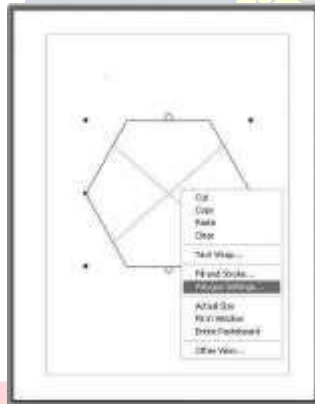 Cut
Copy
Paste
Clear
Text Wrap...
Fill and Stroke...
Polygon Settings...
Actual Size
Fit in Window
Entire Pasteboard
Other View...